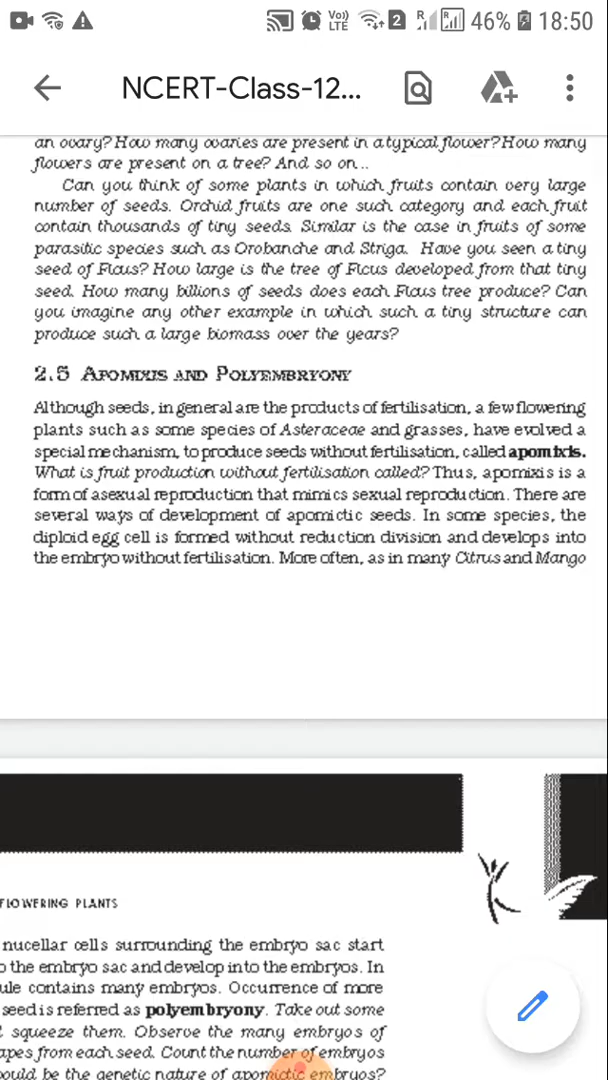 Vo))
LTE
2
R
R
46%
18:50
NCERT-Class-12...
an ovary? How many ovaries are present in a typical flower? How many
flowers are present on a tree? And so on...
Can you think of some plants in which fruits contain very large
number of seeds. Orchid fruits are one such category and each fruit
contain thousands of tiny seeds. Similar is the case in fruits of some
parasitic species such as Orobanche and Striga. Have you seen a tiny
seed of Ficus? How large is the tree of Ficus developed from that tiny
seed. How many billions of seeds does each Ficus tree produce? Can
you imagine any other example in which such a tiny structure can
produce such a large biomass over the years?
2.5 APOMIXIS AND POLYEMBRYONY
Although seeds, in general are the products of fertilisation, a few flowering
plants such as some species of Asteraceae and grasses, have evolved a
special mechanism, to produce seeds without fertilisation, called apomixis.
What is fruit production without fertilisation called? Thus, apomixis is a
form of asexual reproduction that mimics sexual reproduction. There are
several ways of development of apomictic seeds. In some species, the
diploid egg cell is formed without reduction division and develops into
the embryo without fertilisation. More often, as in many Citrus and Mango
FLOWERING PLANTS
nucellar cells surrounding the embryo sac start
o the embryo sac and develop into the embryos. In
ule contains many embryos. Occurrence of more
seed is referred as polyembryony. Take out some
squeeze them. Observe the many embryos of
apes from each seed. Count the number of embryos
ould be the genetic nature of apomictic embryos?